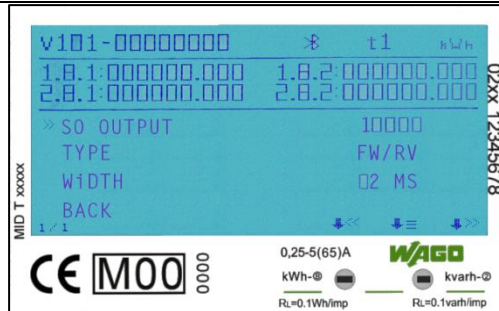 V101-00000000 t1 kWh
1.8.1:000000.000 1.8.2:000000.000
2.8.1:000000.000 2.8.2:000000.000
» SO OUTPUT 10000
TYPE FW/RV
WiDTH 02 MS
BACK
1/1
MID T xxxxx
02xx 12345678
CE M00 0000
0,25-5(65)A WAGO
kWh-① kvarh-②
RL=0.1Wh/imp RL=0.1varh/imp